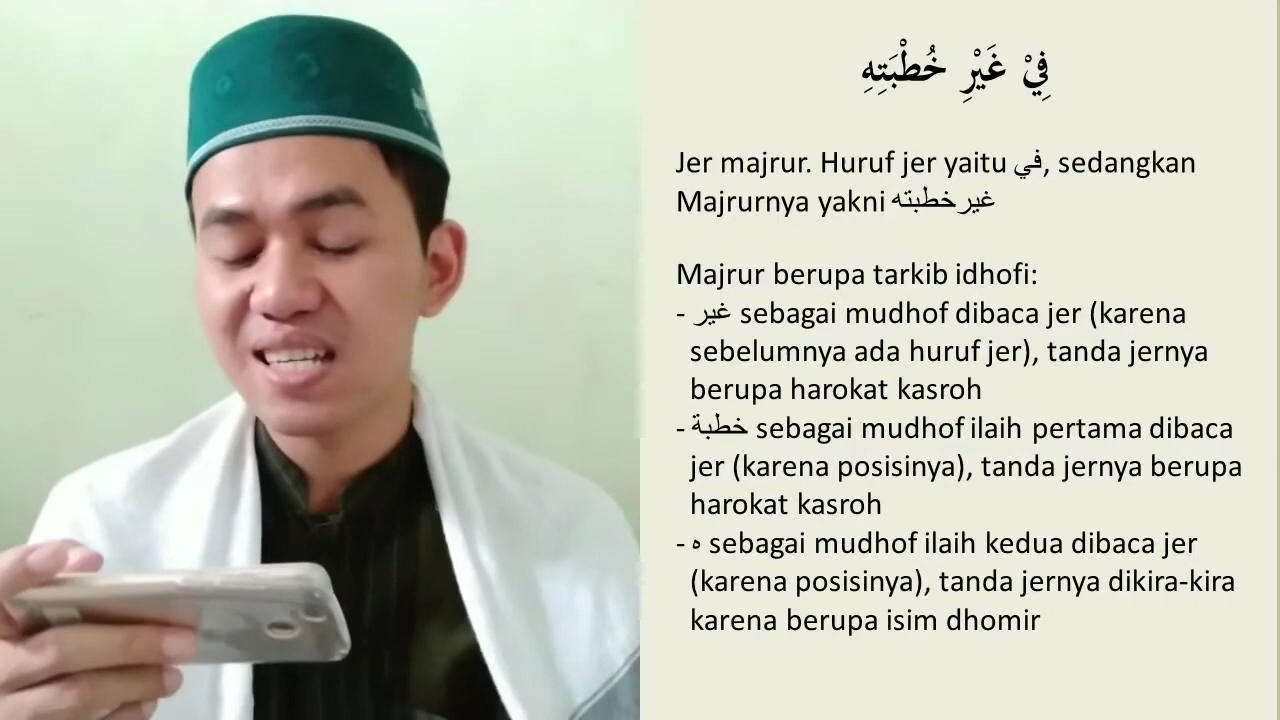 فِيْ غَيْرِ خُطْبَتِهِ
Jer majrur. Huruf jer yaitu في, sedangkan
Majrurnya yakni غيرخطبته
Majrur berupa tarkib idhofi:
- غير sebagai mudhof dibaca jer (karena
sebelumnya ada huruf jer), tanda jernya
berupa harokat kasroh
- خطبة sebagai mudhof ilaih pertama dibaca
jer (karena posisinya), tanda jernya berupa
harokat kasroh
- ه sebagai mudhof ilaih kedua dibaca jer
(karena posisinya), tanda jernya dikira-kira
karena berupa isim dhomir